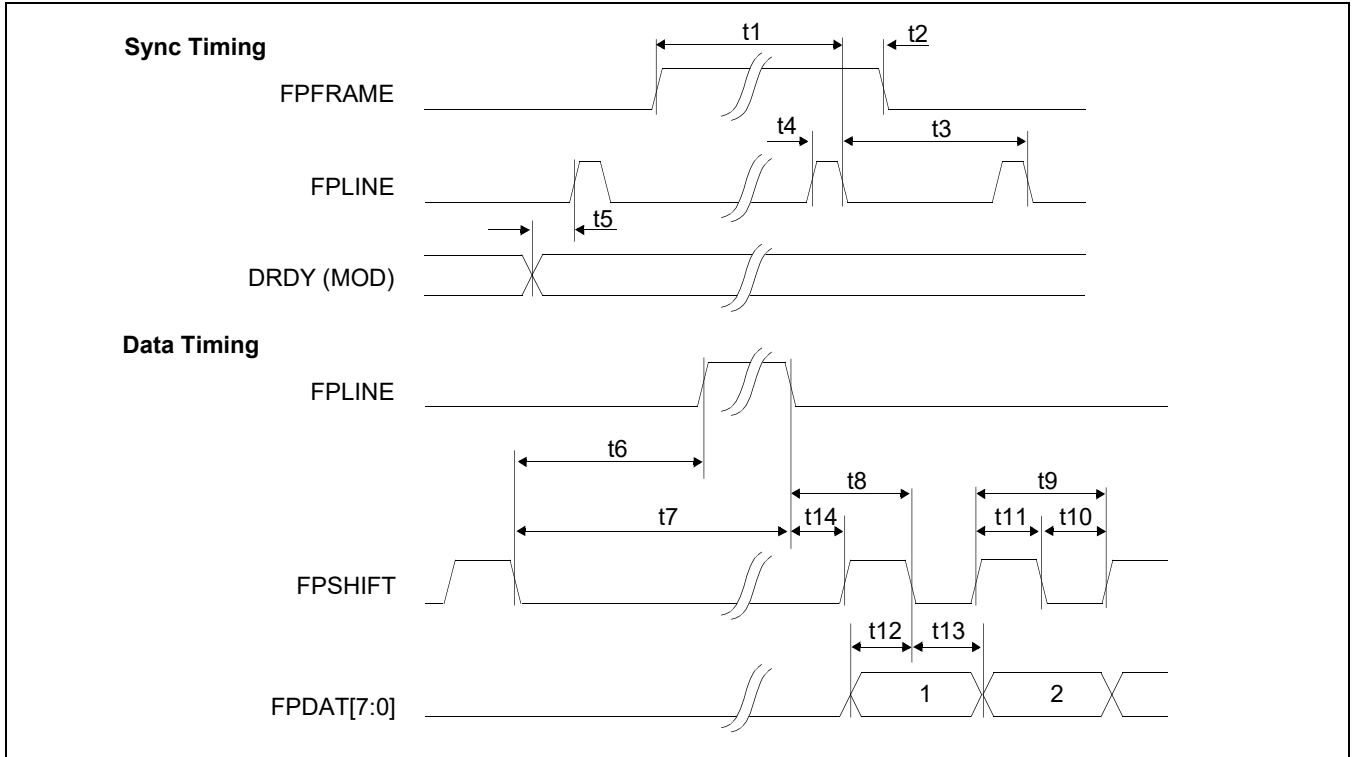 Sync Timing
t1
t2
FPFRAME
t4
t3
FPLINE
t5
DRDY (MOD)
Data Timing
FPLINE
t6
t8
t9
t7
t14
t11
t10
FPSHIFT
t12
t13
FPDAT[7:0]
1
2